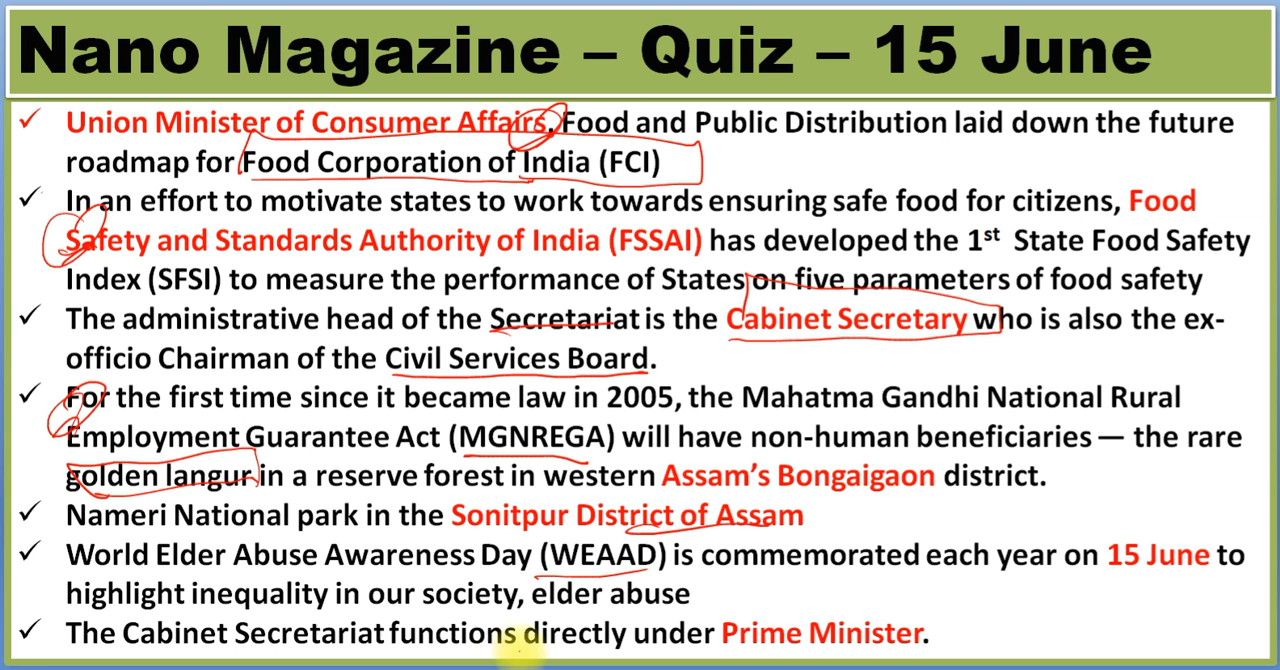 Nano Magazine – Quiz – 15 June
✓ Union Minister of Consumer Affairs, Food and Public Distribution laid down the future
roadmap for Food Corporation of India (FCI)
✓ In an effort to motivate states to work towards ensuring safe food for citizens, Food
Safety and Standards Authority of India (FSSAI) has developed the 1st State Food Safety
Index (SFSI) to measure the performance of States on five parameters of food safety
✓ The administrative head of the Secretariat is the Cabinet Secretary who is also the ex-
officio Chairman of the Civil Services Board.
✓ For the first time since it became law in 2005, the Mahatma Gandhi National Rural
Employment Guarantee Act (MGNREGA) will have non-human beneficiaries — the rare
golden langur in a reserve forest in western Assam's Bongaigaon district.
✓ Nameri National park in the Sonitpur District of Assam
✓ World Elder Abuse Awareness Day (WEAAD) is commemorated each year on 15 June to
highlight inequality in our society, elder abuse
✓ The Cabinet Secretariat functions directly under Prime Minister.